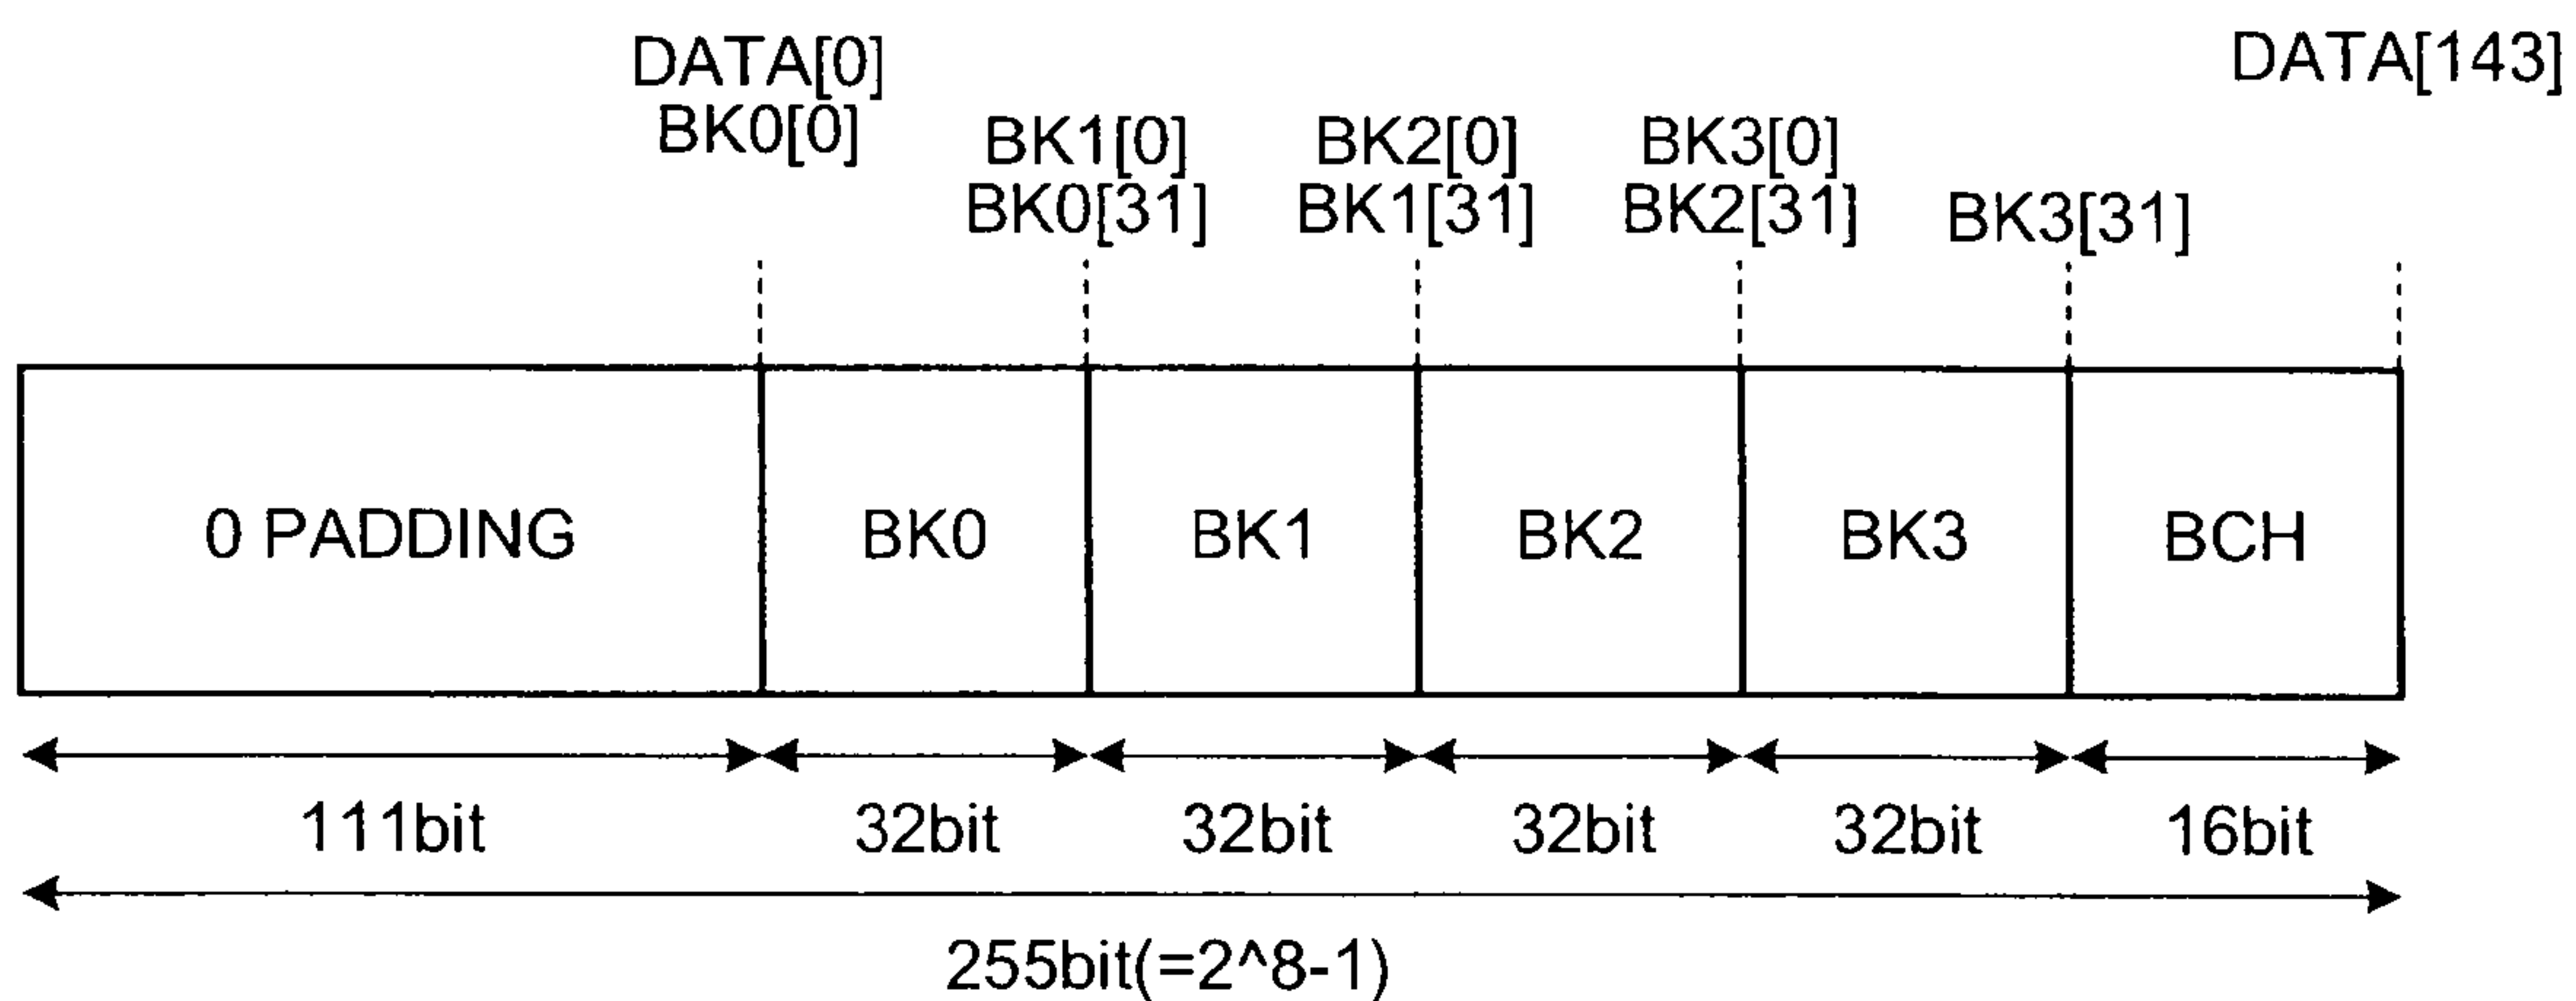 DATA[0]
BK0[0]
BK1[0]
BK0[31]
BK2[0]
BK1[31]
BK3[0]
BK2[31]
BK3[31]
DATA[143]
0 PADDING
BK0
BK1
BK2
BK3
BCH
111bit
32bit
32bit
32bit
32bit
16bit
255bit(=2^8-1)